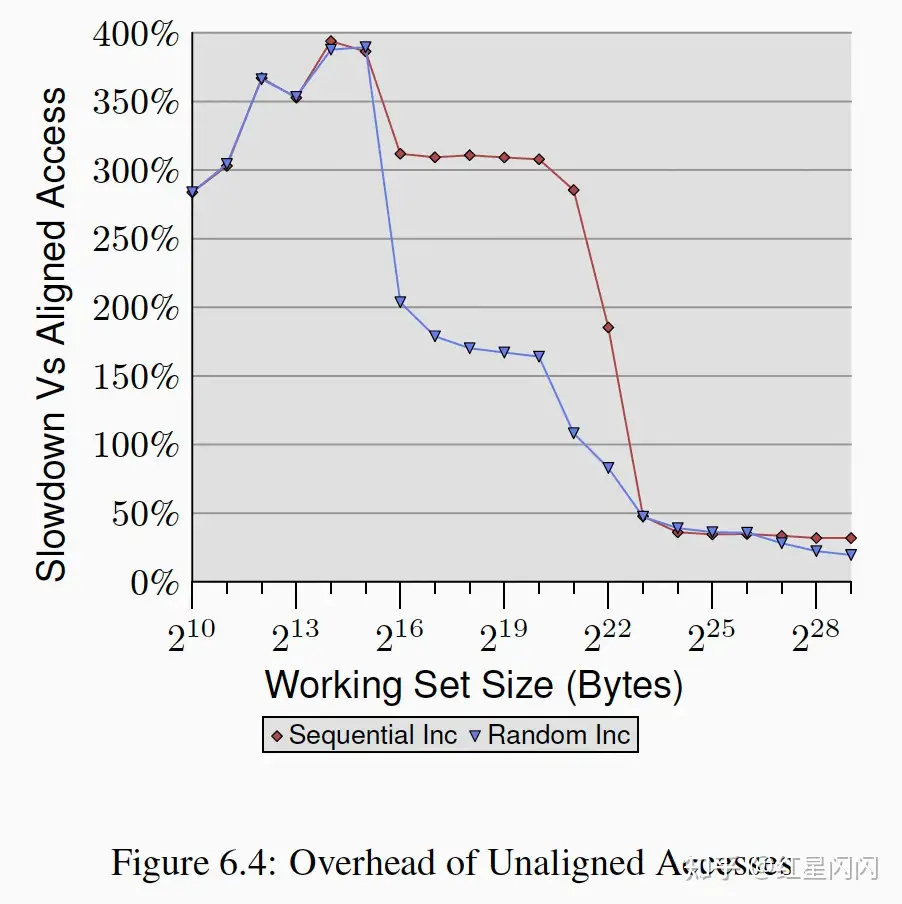 400%
350%
300%
250%
200%
150%
100%
50%
0%
Slowdown Vs Aligned Access
2^10 2^13 2^16 2^19 2^22 2^25 2^28
Working Set Size (Bytes)
Sequential Inc Random Inc
Figure 6.4: Overhead of Unaligned Accesses
知乎 @红星闪闪